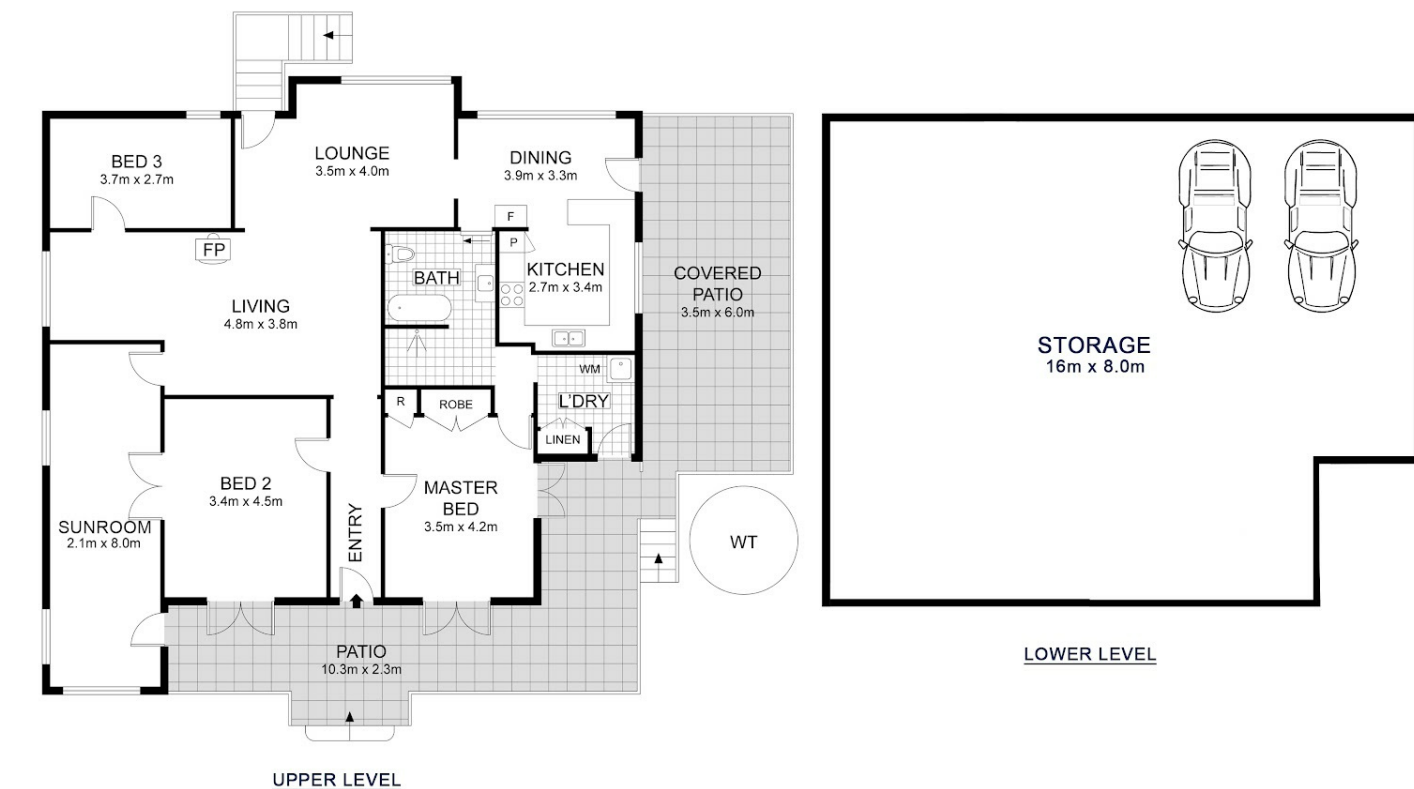 BED 3
3.7m x 2.7m
LOUNGE
3.5m x 4.0m
DINING
3.9m x 3.3m
F
P
FP
BATH
KITCHEN
2.7m x 3.4m
COVERED
PATIO
3.5m x 6.0m
LIVING
4.8m x 3.8m
WM
L'DRY
LINEN
R
ROBE
BED 2
3.4m x 4.5m
MASTER
BED
3.5m x 4.2m
SUNROOM
2.1m x 8.0m
ENTRY
WT
PATIO
10.3m x 2.3m
UPPER LEVEL
STORAGE
16m x 8.0m
LOWER LEVEL